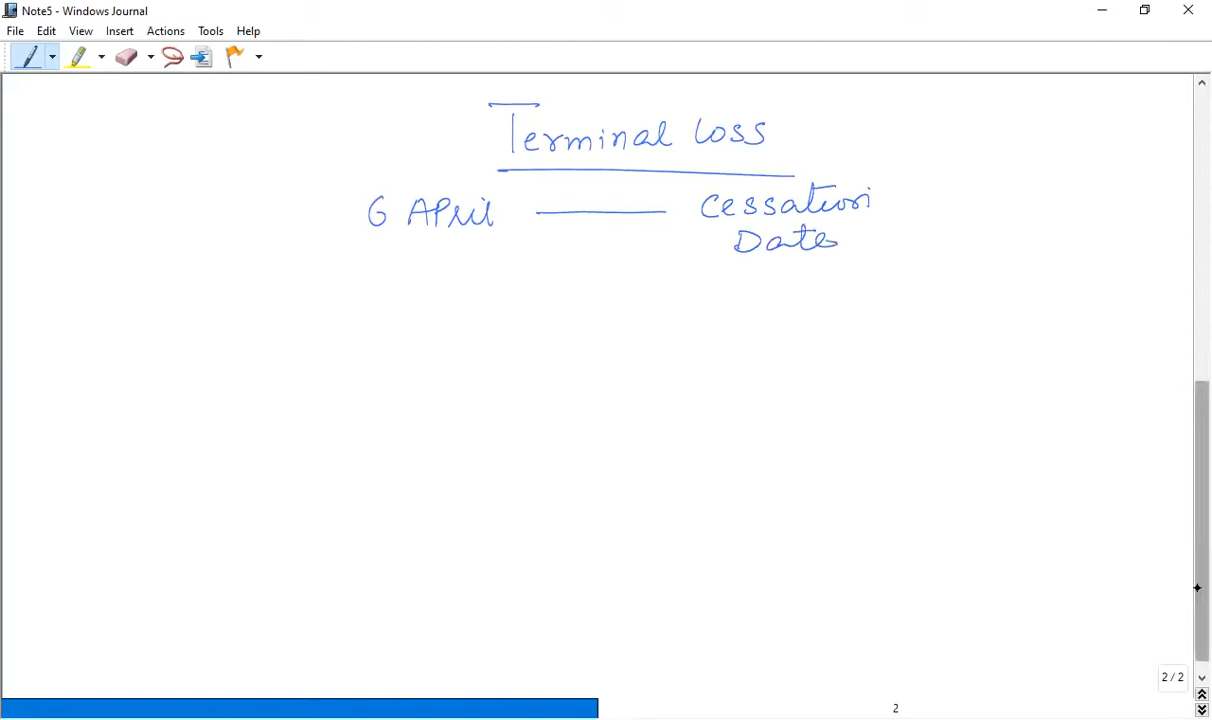 Note5 - Windows Journal
File Edit View Insert Actions Tools Help
Terminal Loss
6 April —— Cessation
Date
2 / 2
2